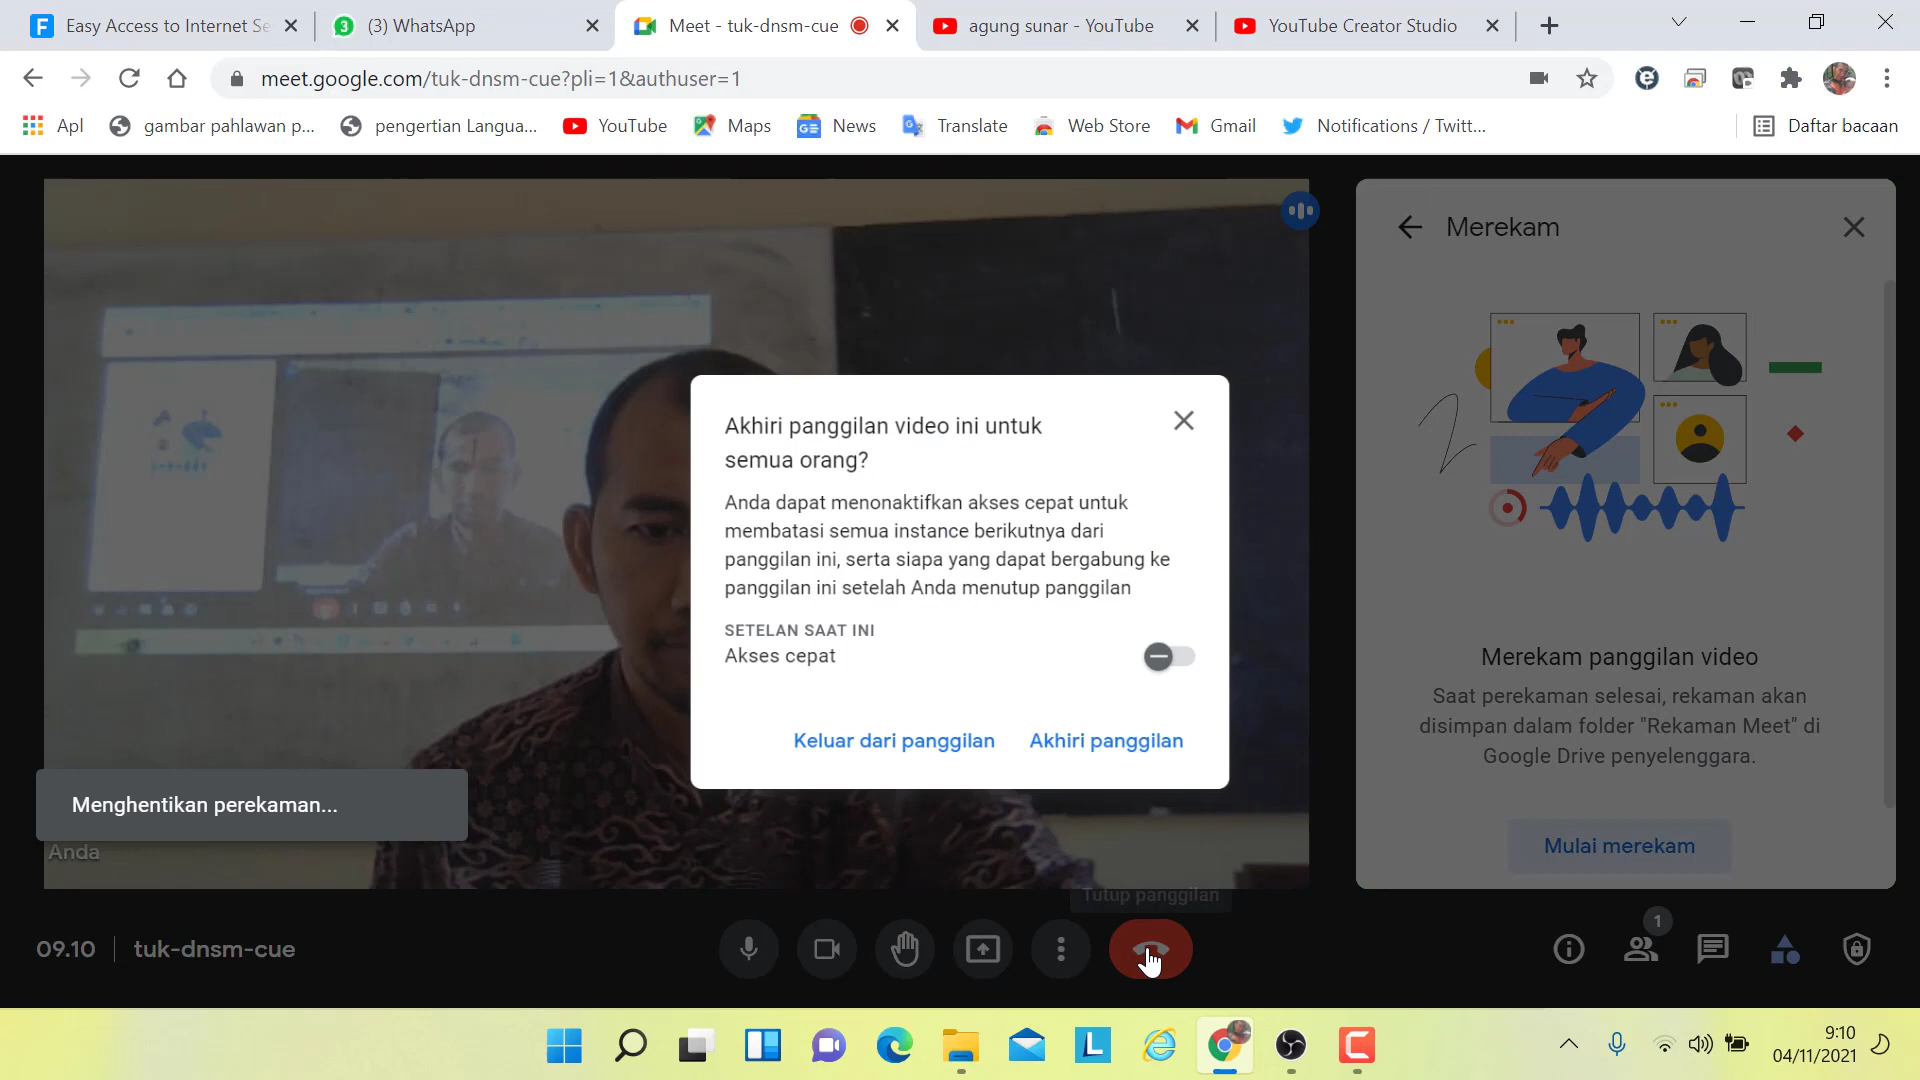 Easy Access to Internet Se
(3) WhatsApp
Meet - tuk-dnsm-cue
agung sunar - YouTube
YouTube Creator Studio
meet.google.com/tuk-dnsm-cue?pli=1&authuser=1
Apl
gambar pahlawan p...
pengertian Langua...
YouTube
Maps
News
Translate
Web Store
Gmail
Notifications / Twitt...
Daftar bacaan
Merekam
Akhiri panggilan video ini untuk
semua orang?
Anda dapat menonaktifkan akses cepat untuk
membatasi semua instance berikutnya dari
panggilan ini, serta siapa yang dapat bergabung ke
panggilan ini setelah Anda menutup panggilan
SETELAN SAAT INI
Akses cepat
Keluar dari panggilan
Akhiri panggilan
Merekam panggilan video
Saat perekaman selesai, rekaman akan
disimpan dalam folder "Rekaman Meet" di
Google Drive penyelenggara.
Mulai merekam
Menghentikan perekaman...
Anda
Tutup panggilan
09.10
tuk-dnsm-cue
1
9:10
04/11/2021